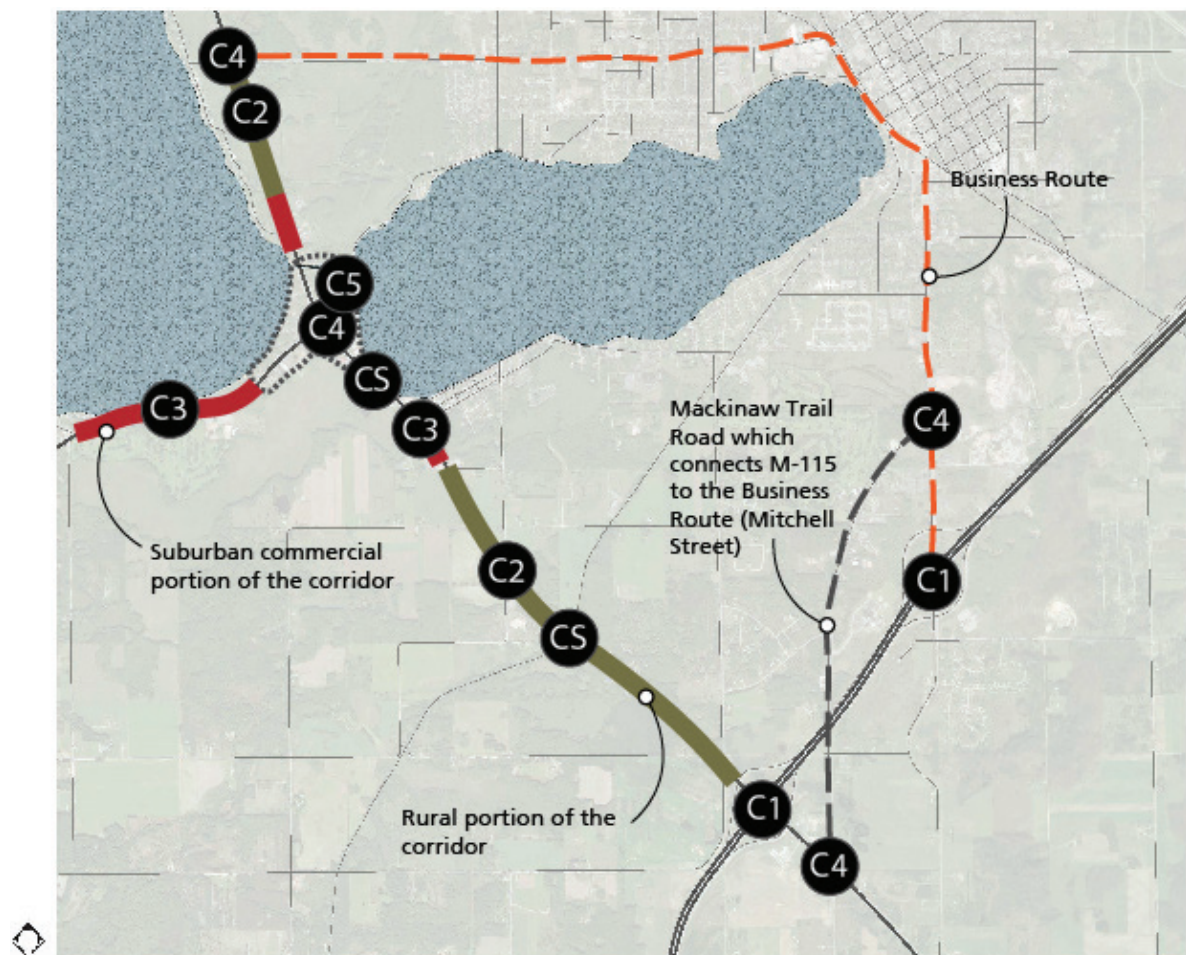 C4
C2
Business Route
C5
C4
CS
C3
C3
C4
Mackinaw Trail
Road which
connects M-115
to the Business
Route (Mitchell
Street)
Suburban commercial
portion of the corridor
C2
C1
CS
Rural portion of the
corridor
C1
C4